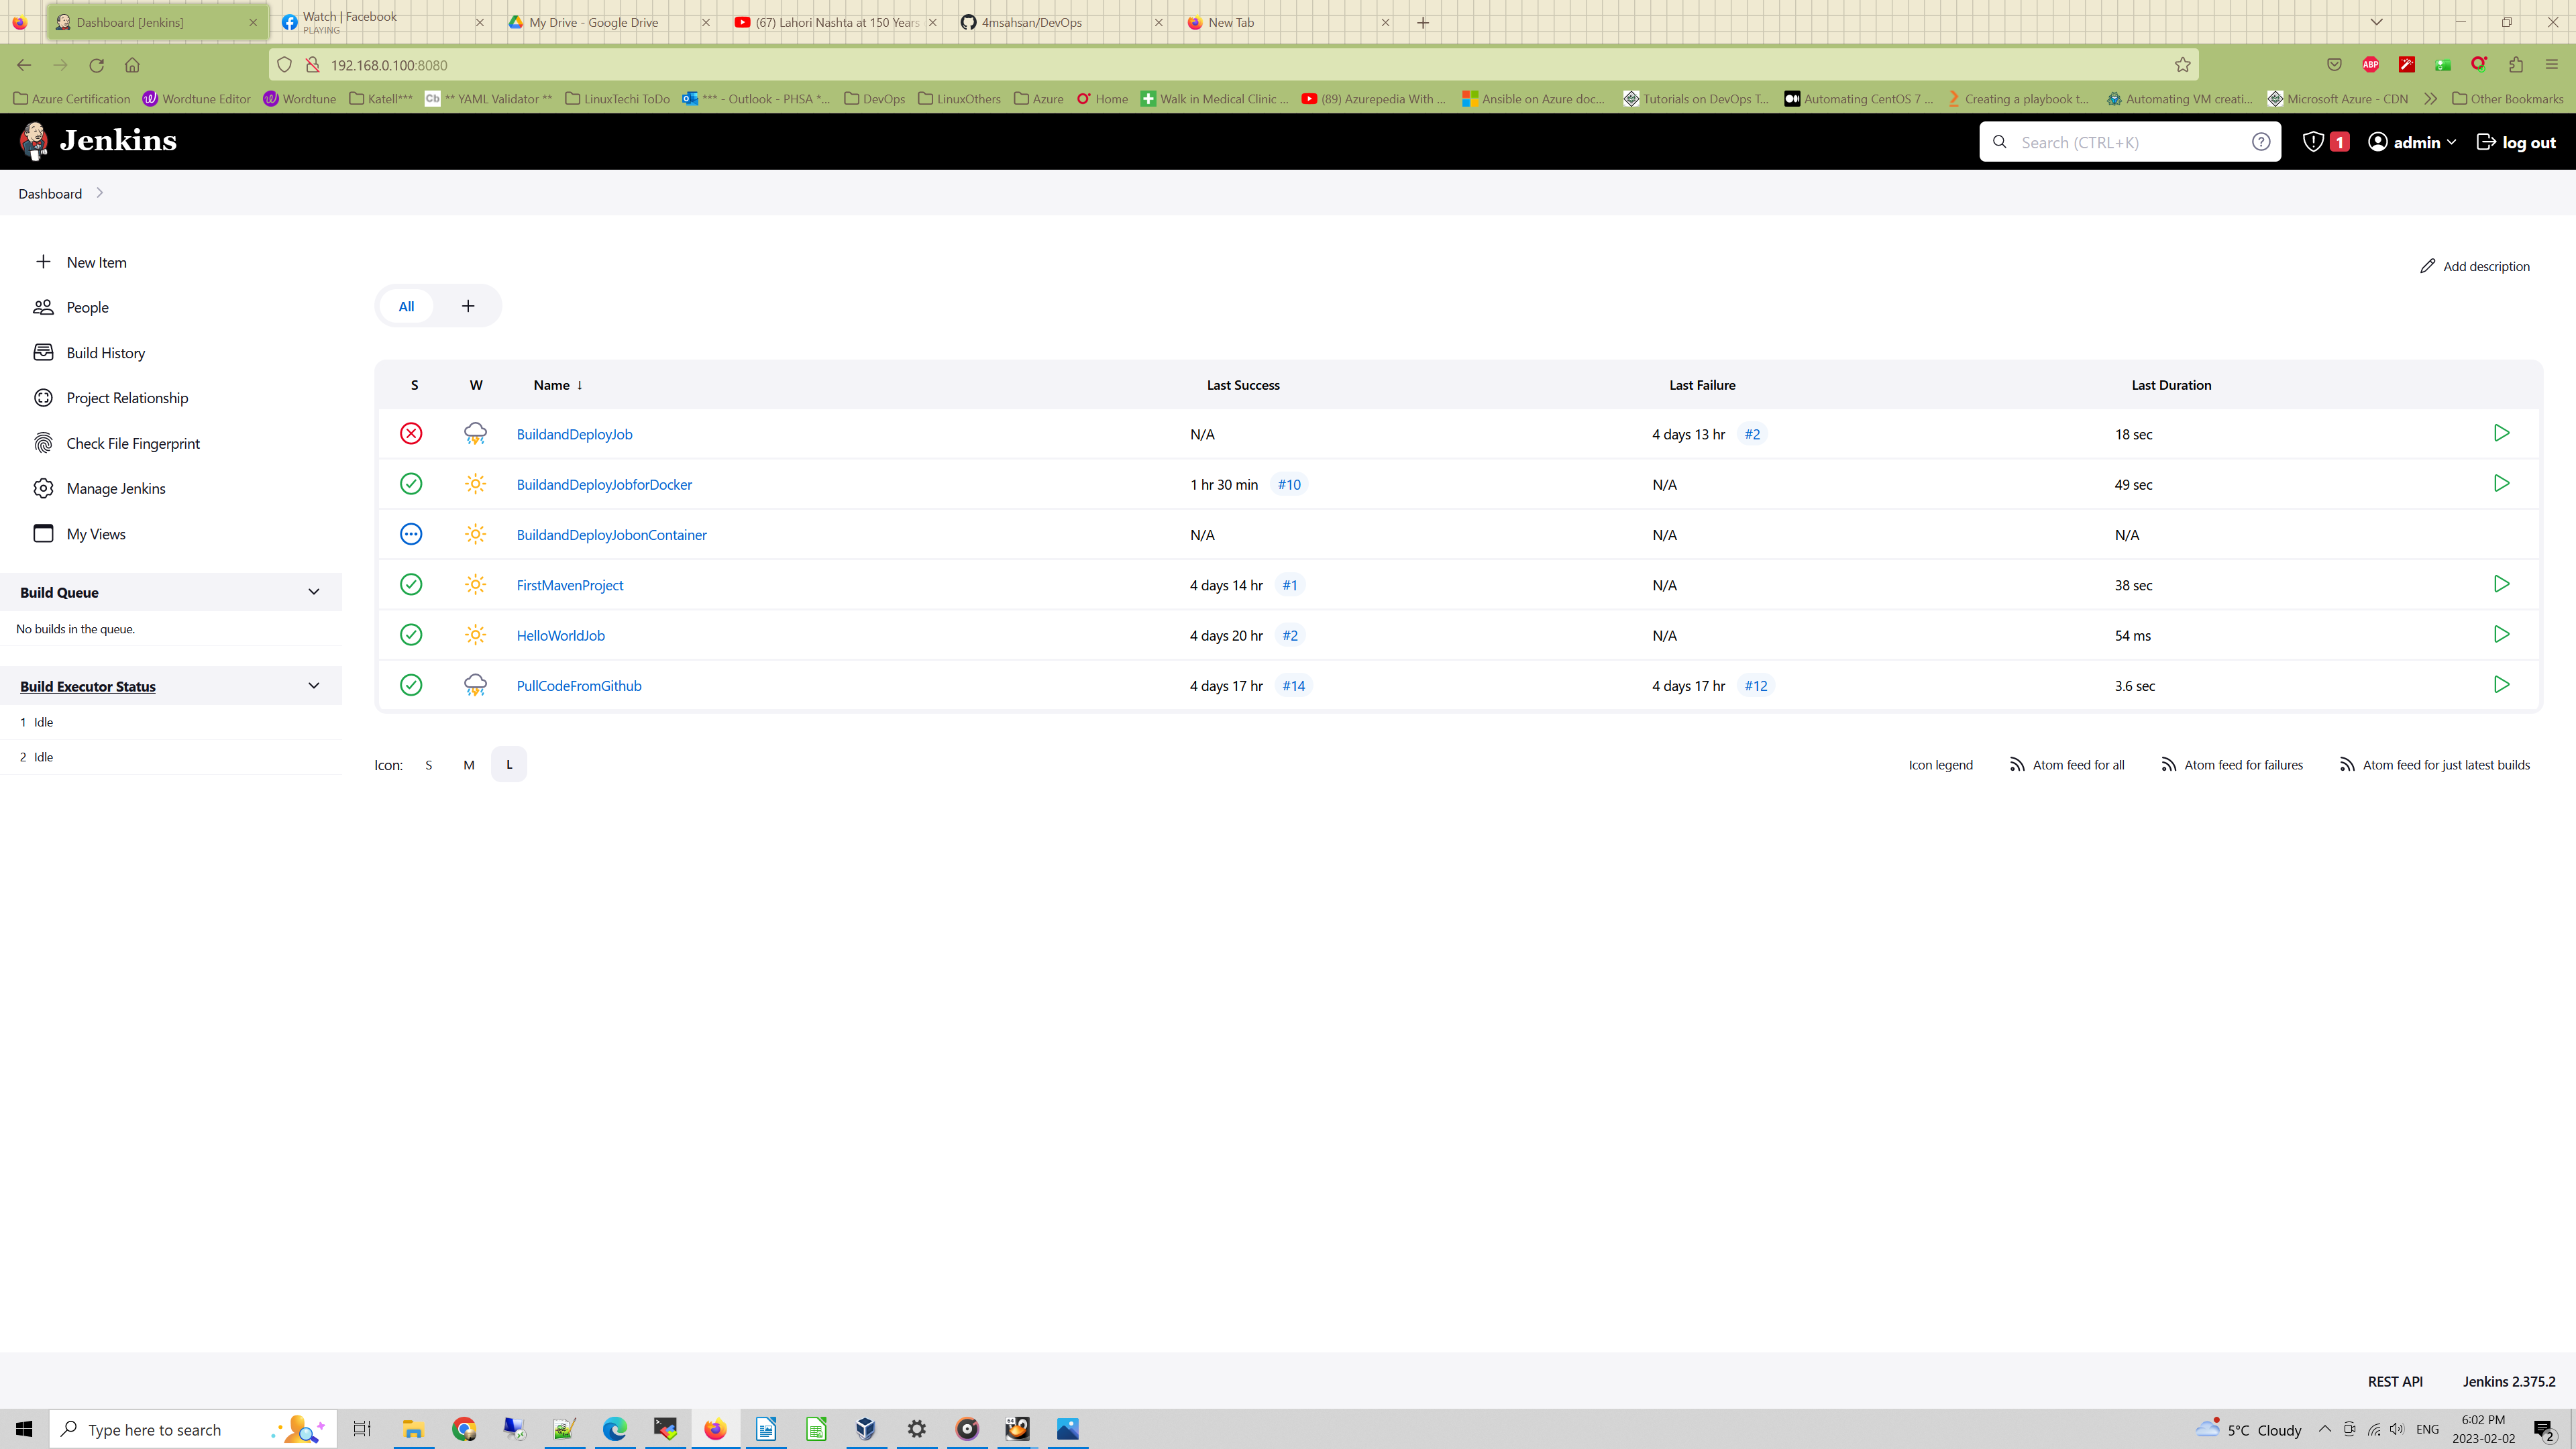 Dashboard [Jenkins]
Watch | Facebook
PLAYING
My Drive - Google Drive
(67) Lahori Nashta at 150 Years
4msahsan/DevOps
New Tab
192.168.0.100:8080
ABP
Azure Certification
Wordtune Editor
Wordtune
Katell***
Cb ** YAML Validator **
LinuxTechi ToDo
*** - Outlook - PHSA *...
DevOps
LinuxOthers
Azure
Home
Walk in Medical Clinic ...
(89) Azurepedia With ...
Ansible on Azure doc...
Tutorials on DevOps T...
Automating CentOS 7 ...
Creating a playbook t...
Automating VM creati...
Microsoft Azure - CDN
Other Bookmarks
Jenkins
Search (CTRL+K)
1
admin
log out
Dashboard
New Item
People
Build History
Project Relationship
Check File Fingerprint
Manage Jenkins
My Views
Build Queue
No builds in the queue.
Build Executor Status
1 Idle
2 Idle
Add description
All +
S W Name ↓ Last Success Last Failure Last Duration
BuildandDeployJob N/A 4 days 13 hr #2 18 sec
BuildandDeployJobforDocker 1 hr 30 min #10 N/A 49 sec
BuildandDeployJobonContainer N/A N/A N/A
FirstMavenProject 4 days 14 hr #1 N/A 38 sec
HelloWorldJob 4 days 20 hr #2 N/A 54 ms
PullCodeFromGithub 4 days 17 hr #14 4 days 17 hr #12 3.6 sec
Icon: S M L
Icon legend
Atom feed for all
Atom feed for failures
Atom feed for just latest builds
REST API
Jenkins 2.375.2
Type here to search
5°C Cloudy
ENG
6:02 PM
2023-02-02
2